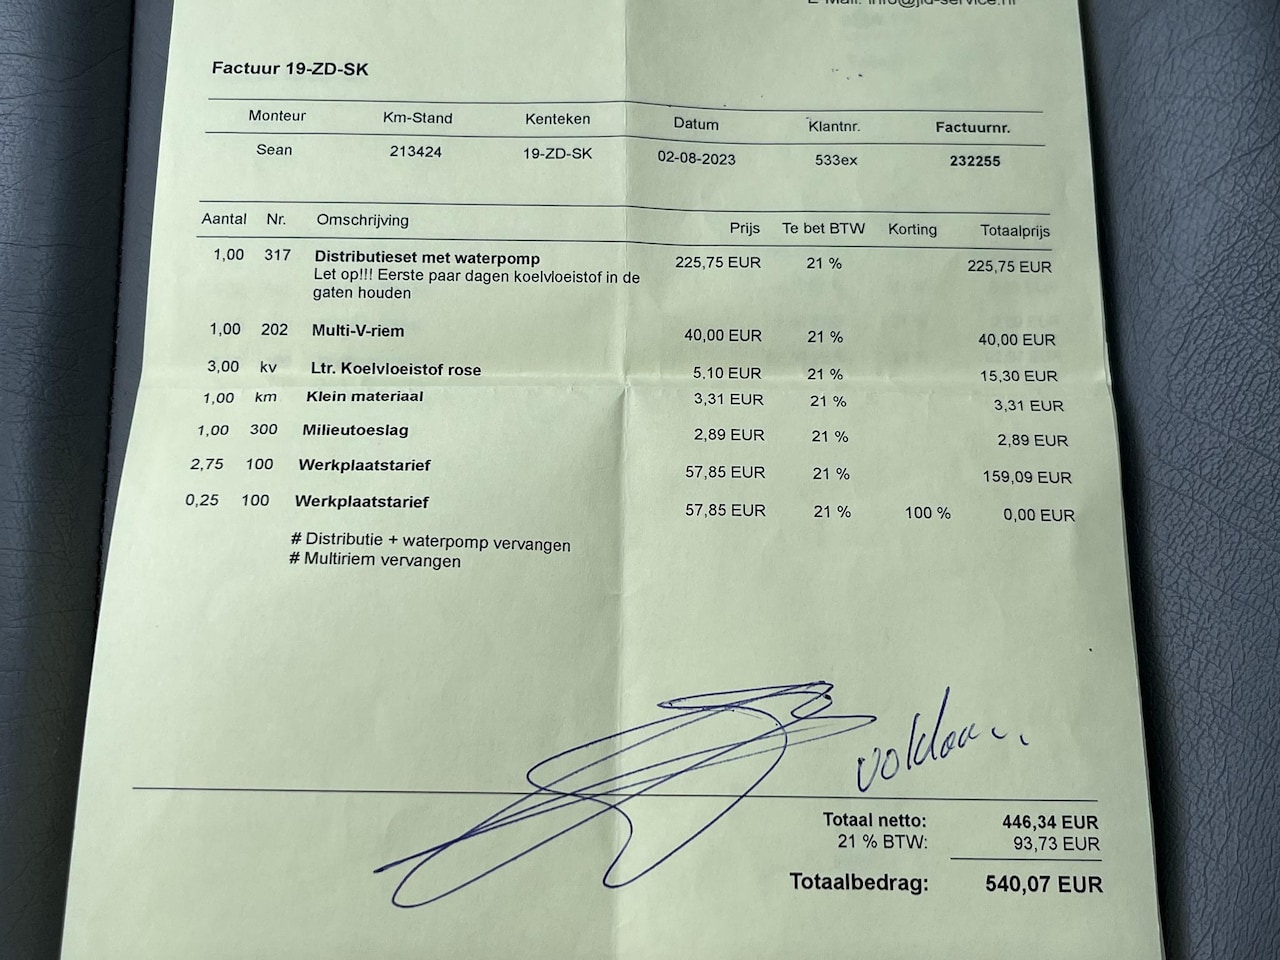 E-Mail: info@jld-service.nl
Factuur 19-ZD-SK
Monteur Km-Stand Kenteken Datum Klantnr. Factuurnr.
Sean 213424 19-ZD-SK 02-08-2023 533ex 232255
Aantal Nr. Omschrijving Prijs Te bet BTW Korting Totaalprijs
1,00 317 Distributieset met waterpomp 225,75 EUR 21 % 225,75 EUR
Let op!!! Eerste paar dagen koelvloeistof in de
gaten houden
1,00 202 Multi-V-riem 40,00 EUR 21 % 40,00 EUR
3,00 kv Ltr. Koelvloeistof rose 5,10 EUR 21 % 15,30 EUR
1,00 km Klein materiaal 3,31 EUR 21 % 3,31 EUR
1,00 300 Milieutoeslag 2,89 EUR 21 % 2,89 EUR
2,75 100 Werkplaatstarief 57,85 EUR 21 % 159,09 EUR
0,25 100 Werkplaatstarief 57,85 EUR 21 % 100 % 0,00 EUR
# Distributie + waterpomp vervangen
# Multiriem vervangen
Totaal netto: 446,34 EUR
21 % BTW: 93,73 EUR
Totaalbedrag: 540,07 EUR